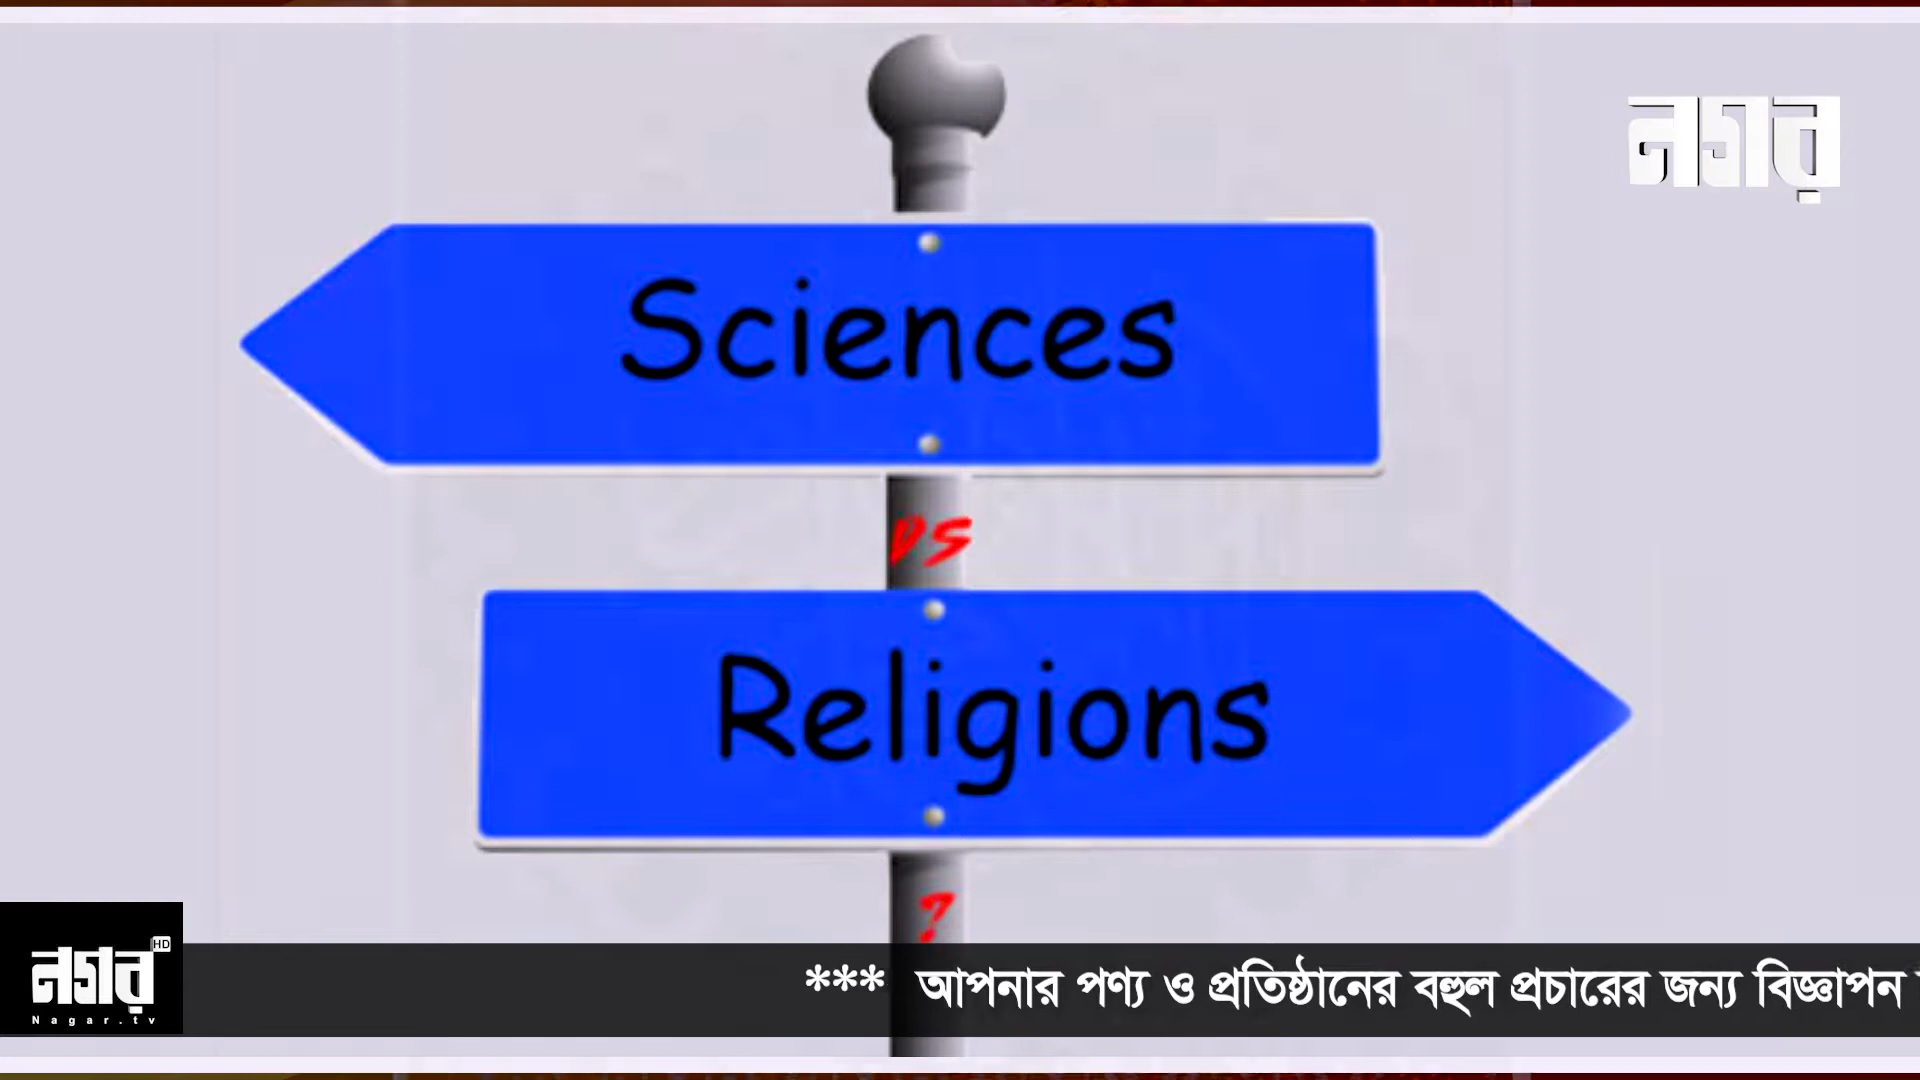 নগর
Sciences
VS
Religions
?
নগর HD
Nagar.tv
*** আপনার পণ্য ও প্রতিষ্ঠানের বহুল প্রচারের জন্য বিজ্ঞাপন